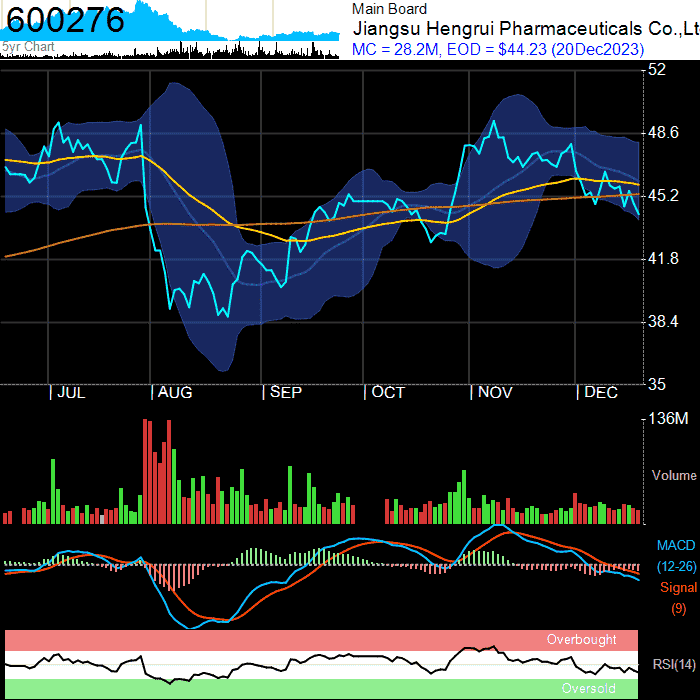 600276
5yr Chart
Main Board
Jiangsu Hengrui Pharmaceuticals Co.,Lt
MC = 28.2M, EOD = $44.23 (20Dec2023)
52
48.6
45.2
41.8
38.4
35
| JUL | AUG | SEP | OCT | NOV | DEC
136M
Volume
MACD
(12-26)
Signal
(9)
Overbought
RSI(14)
Oversold